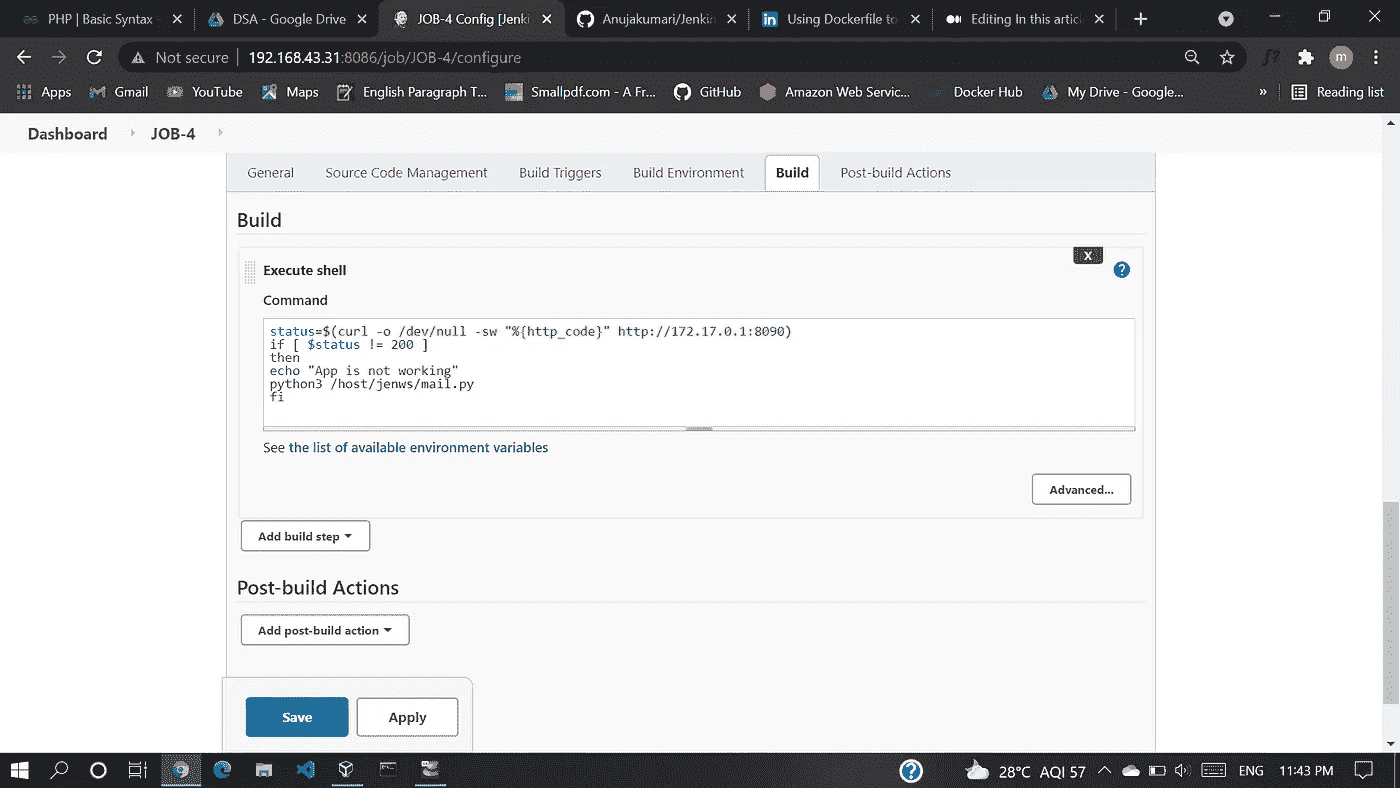 PHP | Basic Syntax
DSA - Google Drive
JOB-4 Config [Jenki
Anujakumari/Jenkin
in Using Dockerfile to
Editing In this articl
Not secure 192.168.43.31:8086/job/JOB-4/configure
m
Apps Gmail YouTube Maps English Paragraph T... Smallpdf.com - A Fr... GitHub Amazon Web Servic... Docker Hub My Drive - Google... » Reading list
Dashboard JOB-4
General Source Code Management Build Triggers Build Environment Build Post-build Actions
Build
X
Execute shell ?
Command
status=$(curl -o /dev/null -sw "%{http_code}" http://172.17.0.1:8090)
if [ $status != 200 ]
then
echo "App is not working"
python3 /host/jenws/mail.py
fi
See the list of available environment variables
Advanced...
Add build step
Post-build Actions
Add post-build action
Save Apply
? 28°C AQI 57 ENG 11:43 PM